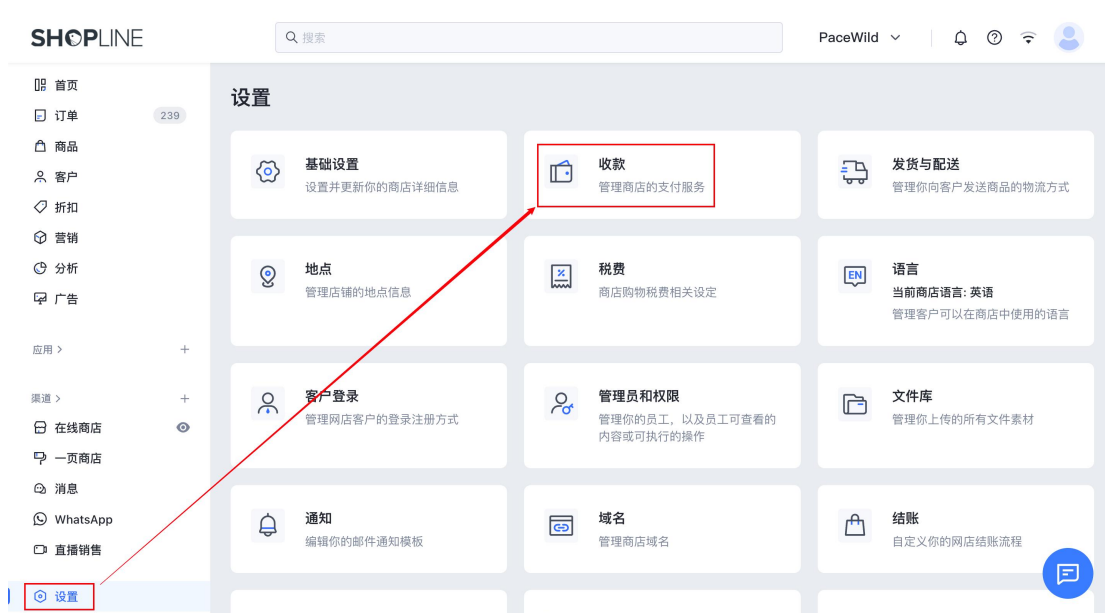 SHOPLINE
搜索
PaceWild
首页
订单 239
商品
客户
折扣
营销
分析
广告
应用 >
渠道 >
在线商店
一页商店
消息
WhatsApp
直播销售
设置
设置
基础设置
设置并更新你的商店详细信息
收款
管理商店的支付服务
发货与配送
管理你向客户发送商品的物流方式
地点
管理店铺的地点信息
税费
商店购物税费相关设定
EN
语言
当前商店语言: 英语
管理客户可以在商店中使用的语言
客户登录
管理网店客户的登录注册方式
管理员和权限
管理你的员工，以及员工可查看的
内容或可执行的操作
文件库
管理你上传的所有文件素材
通知
编辑你的邮件通知模板
域名
管理商店域名
结账
自定义你的网店结账流程